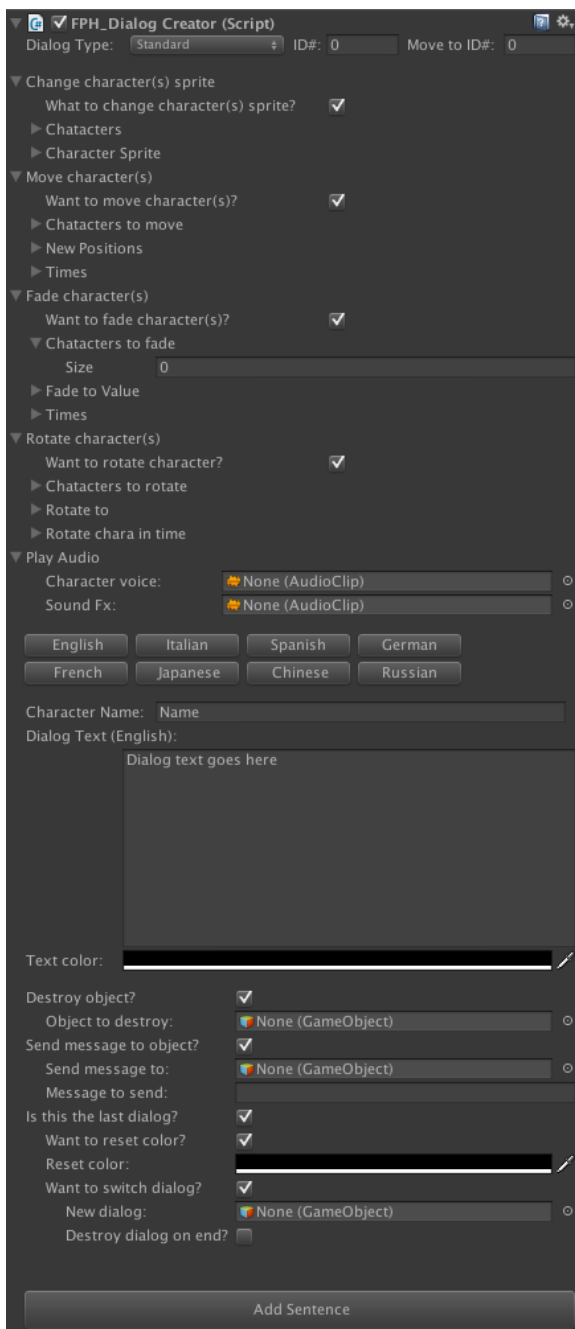 FPH_Dialog Creator (Script)
Dialog Type: Standard ID#: 0 Move to ID#: 0
Change character(s) sprite
What to change character(s) sprite?
Chatacters
Character Sprite
Move character(s)
Want to move character(s)?
Chatacters to move
New Positions
Times
Fade character(s)
Want to fade character(s)?
Chatacters to fade
Size 0
Fade to Value
Times
Rotate character(s)
Want to rotate character?
Chatacters to rotate
Rotate to
Rotate chara in time
Play Audio
Character voice: None (AudioClip)
Sound Fx: None (AudioClip)
English Italian Spanish German
French Japanese Chinese Russian
Character Name: Name
Dialog Text (English):
Dialog text goes here
Text color:
Destroy object?
Object to destroy: None (GameObject)
Send message to object?
Send message to: None (GameObject)
Message to send:
Is this the last dialog?
Want to reset color?
Reset color:
Want to switch dialog?
New dialog: None (GameObject)
Destroy dialog on end?
Add Sentence